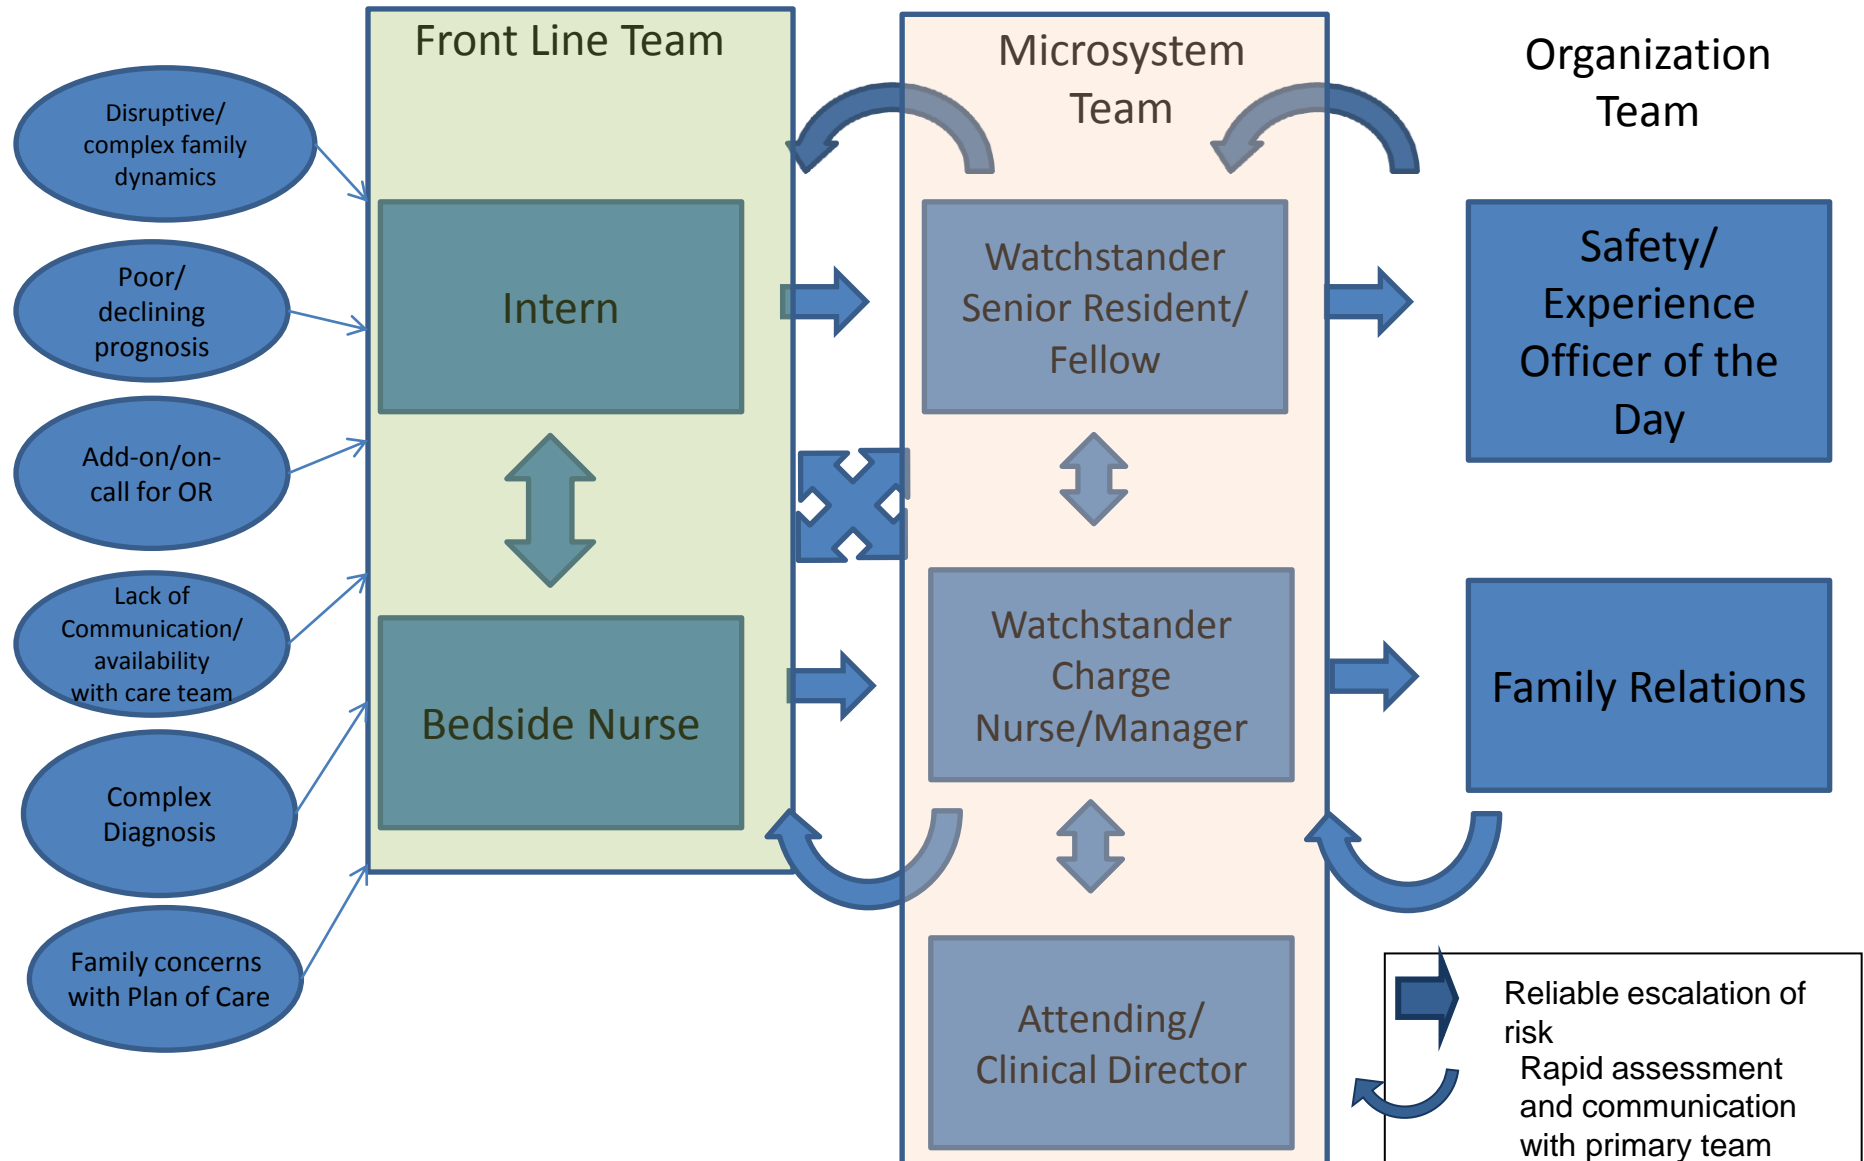 Front Line Team
Microsystem
Team
Organization
Team
Disruptive/
complex family
dynamics
Poor/
declining
prognosis
Add-on/on-
call for OR
Lack of
Communication/
availability
with care team
Complex
Diagnosis
Family concerns
with Plan of Care
Intern
Bedside Nurse
Watchstander
Senior Resident/
Fellow
Watchstander
Charge
Nurse/Manager
Attending/
Clinical Director
Safety/
Experience
Officer of the
Day
Family Relations
Reliable escalation of
risk
Rapid assessment
and communication
with primary team